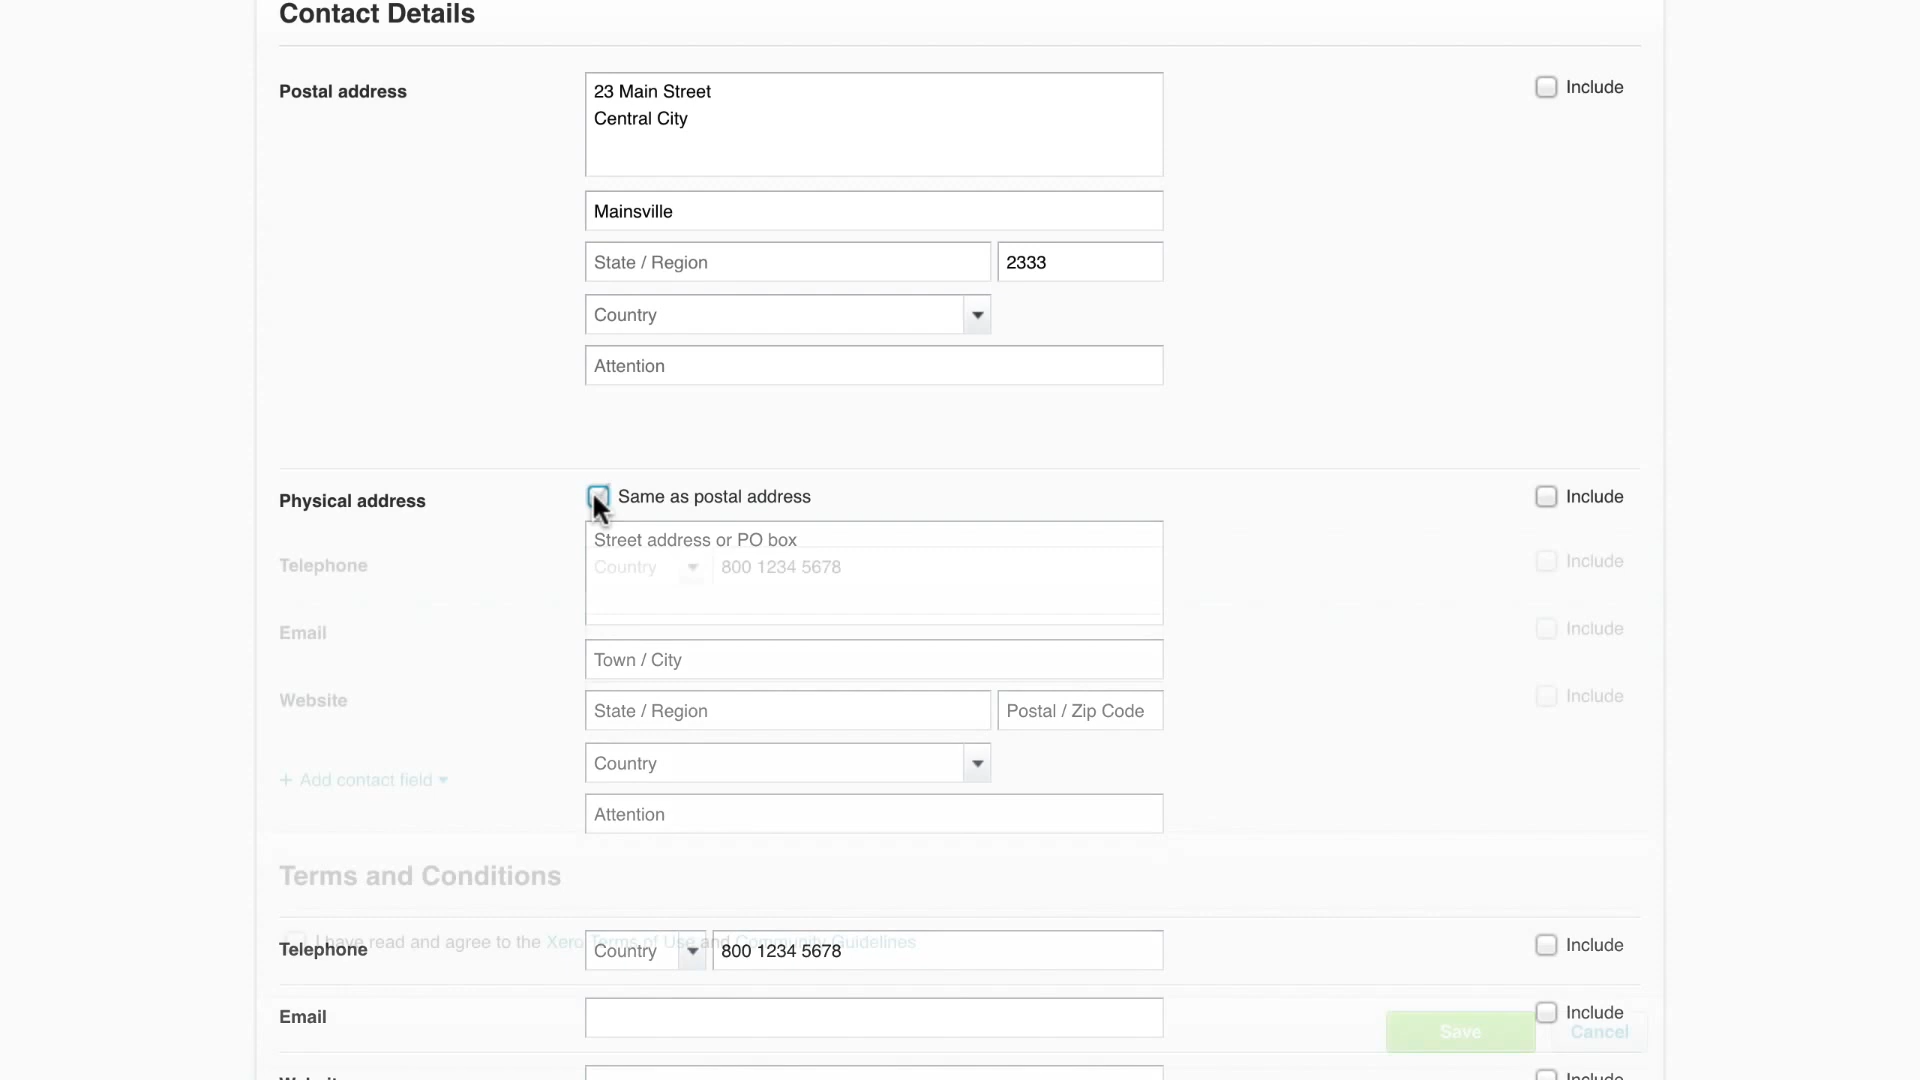 Contact Details
Postal address
23 Main Street
Central City
Include
Mainsville
State / Region
2333
Country
Attention
Physical address
Same as postal address
Include
Street address or PO box
Telephone
Country
800 1234 5678
Include
Email
Include
Town / City
Website
Include
State / Region
Postal / Zip Code
Country
+ Add contact field
Attention
Terms and Conditions
I have read and agree to the Xero Terms of Use and Community Guidelines
Telephone
Country
800 1234 5678
Include
Email
Include
Save
Cancel
Website
Include